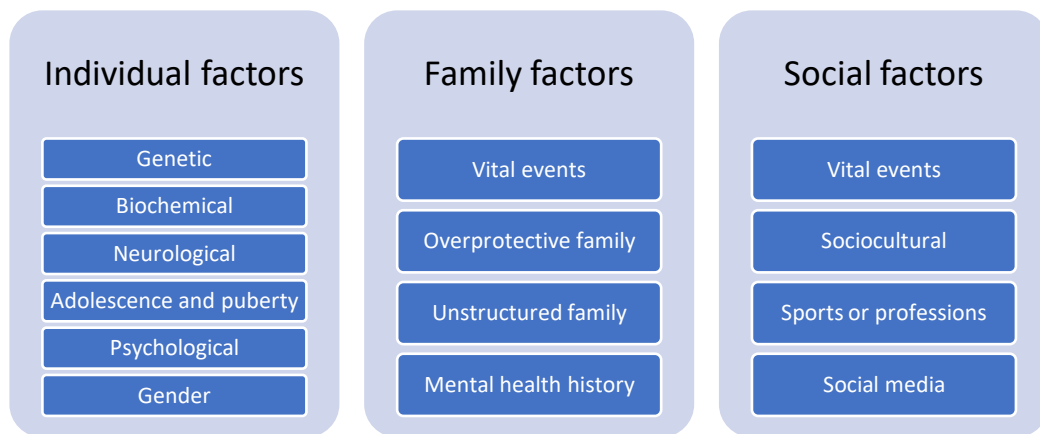 Individual factors
Genetic
Biochemical
Neurological
Adolescence and puberty
Psychological
Gender
Family factors
Vital events
Overprotective family
Unstructured family
Mental health history
Social factors
Vital events
Sociocultural
Sports or professions
Social media